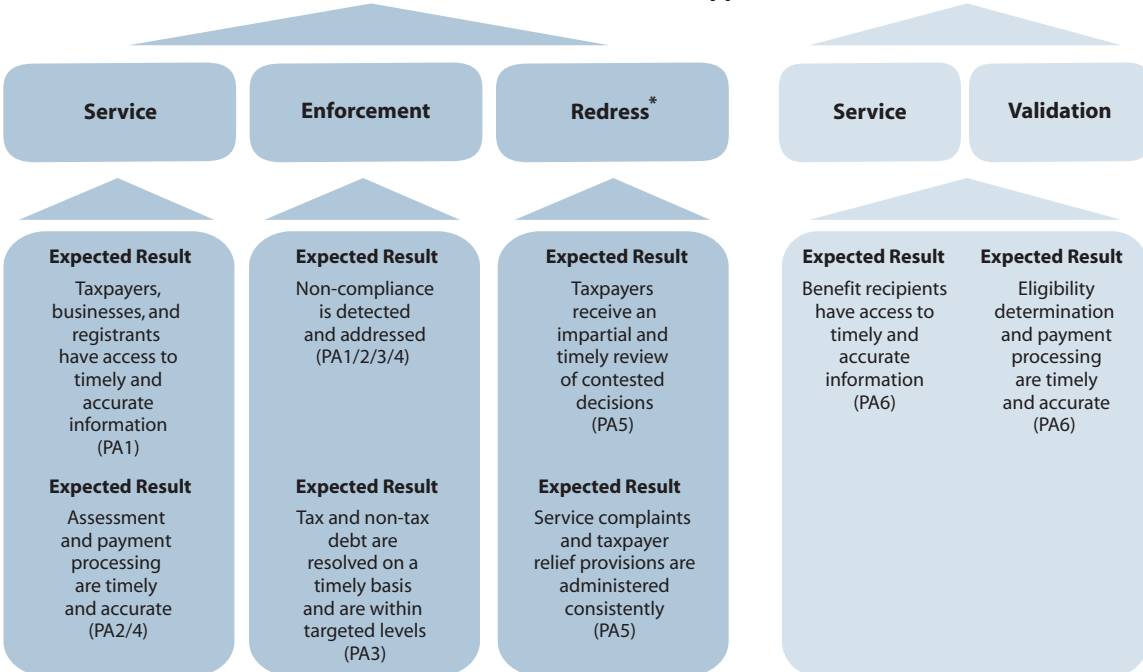 Service
Enforcement
Redress*
Service
Validation
Expected Result
Taxpayers,
businesses, and
registrants
have access to
timely and
accurate
information
(PA1)
Expected Result
Assessment
and payment
processing
are timely
and accurate
(PA2/4)
Expected Result
Non-compliance
is detected
and addressed
(PA1/2/3/4)
Expected Result
Tax and non-tax
debt are
resolved on a
timely basis
and are within
targeted levels
(PA3)
Expected Result
Taxpayers
receive an
impartial and
timely review
of contested
decisions
(PA5)
Expected Result
Service complaints
and taxpayer
relief provisions are
administered
consistently
(PA5)
Expected Result
Benefit recipients
have access to
timely and
accurate
information
(PA6)
Expected Result
Eligibility
determination
and payment
processing
are timely
and accurate
(PA6)